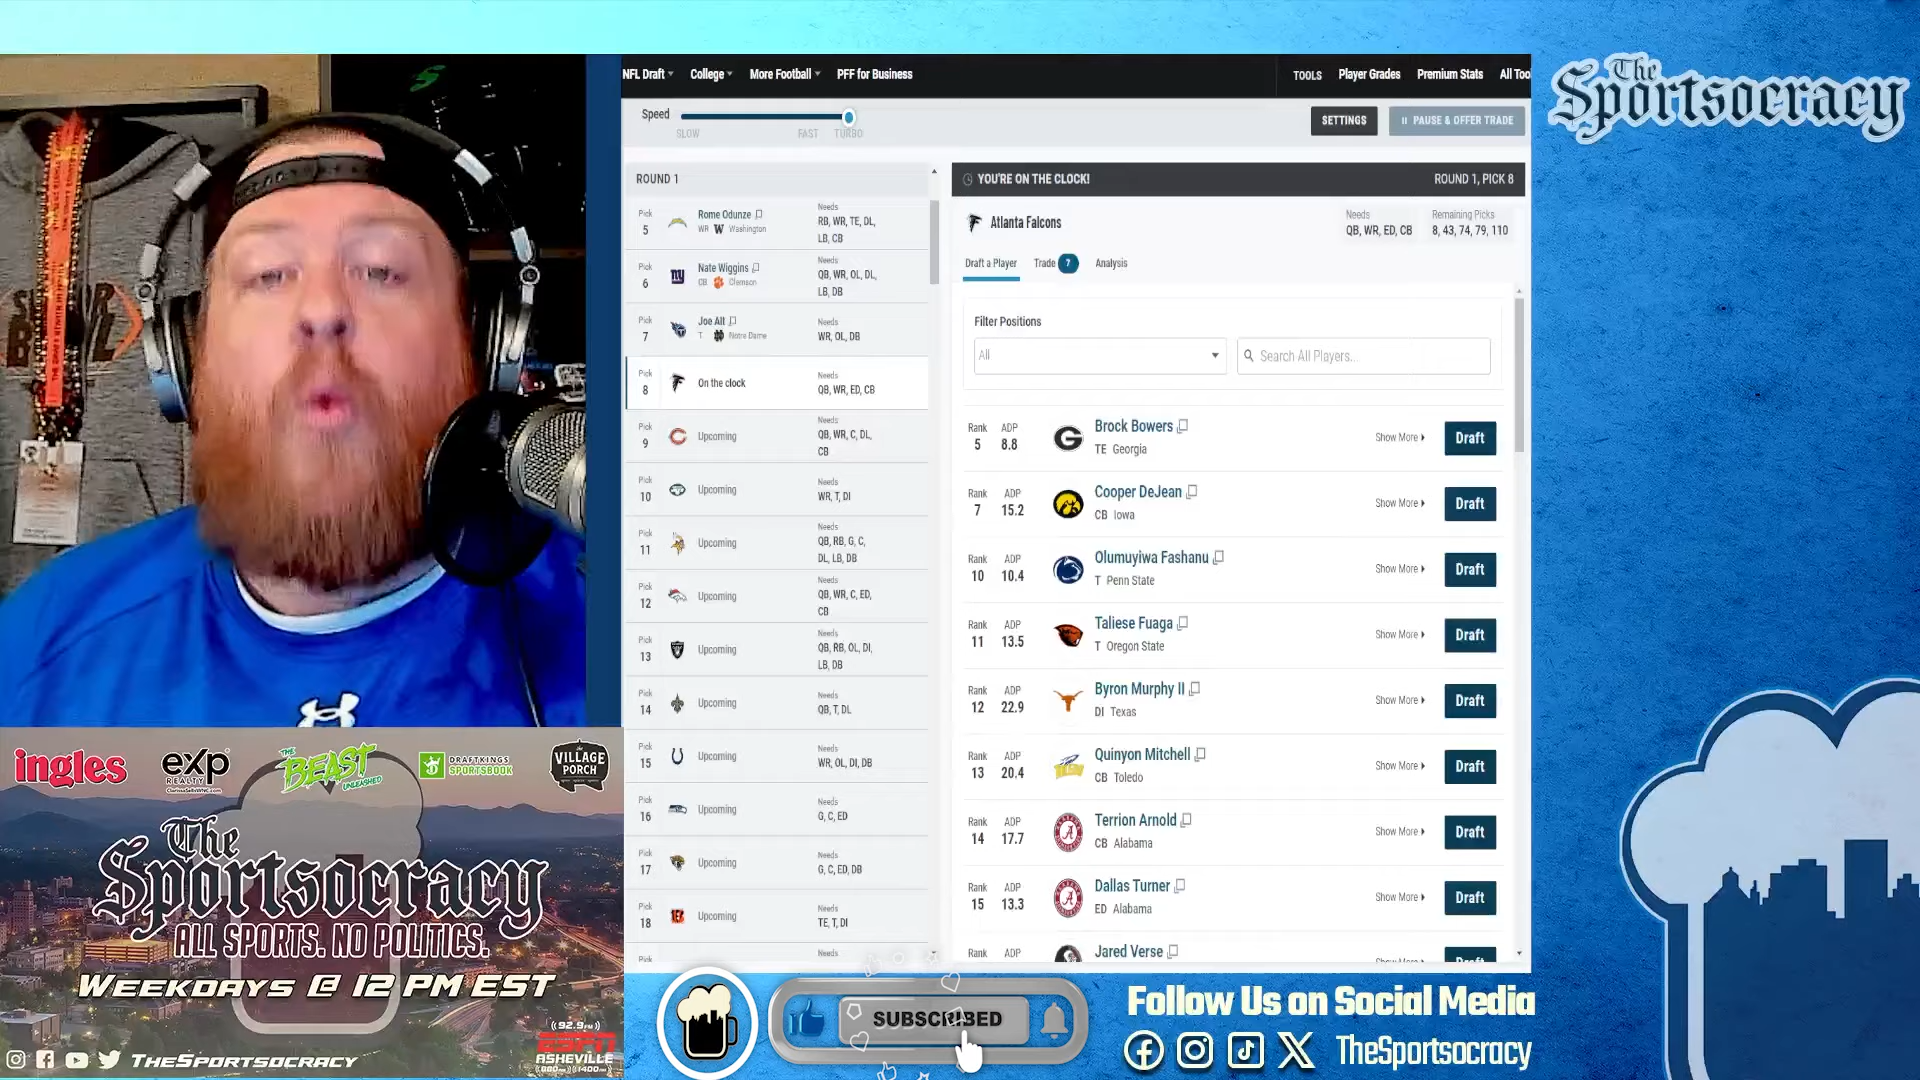 NFL Draft
College
More Football
PFF for Business
TOOLS
Player Grades
Premium Stats
All Too
The
Sportsocracy
Speed
SLOW
FAST
TURBO
SETTINGS
PAUSE & OFFER TRADE
ROUND 1
Pick 5
Rome Odunze
WR W Washington
Needs
RB, WR, TE, DL,
LB, CB
Pick 6
Nate Wiggins
CB Clemson
Needs
QB, WR, OL, DL,
LB, DB
Pick 7
Joe Alt
T Notre Dame
Needs
WR, OL, DB
Pick 8
On the clock
Needs
QB, WR, ED, CB
Pick 9
Upcoming
Needs
QB, WR, C, DL,
CB
Pick 10
Upcoming
Needs
WR, T, DI
Pick 11
Upcoming
Needs
QB, RB, G, C,
DL, LB, DB
Pick 12
Upcoming
Needs
QB, WR, C, ED,
CB
Pick 13
Upcoming
Needs
QB, RB, OL, DI,
LB, DB
Pick 14
Upcoming
Needs
QB, T, DL
Pick 15
Upcoming
Needs
WR, OL, DI, DB
Pick 16
Upcoming
Needs
G, C, ED
Pick 17
Upcoming
Needs
G, C, ED, DB
Pick 18
Upcoming
Needs
TE, T, DI
Pick
Needs
YOU'RE ON THE CLOCK!
ROUND 1, PICK 8
Atlanta Falcons
Needs
QB, WR, ED, CB
Remaining Picks
8, 43, 74, 79, 110
Draft a Player
Trade 7
Analysis
Filter Positions
All
Search All Players...
Rank 5 ADP 8.8
Brock Bowers
TE Georgia
Show More
Draft
Rank 7 ADP 15.2
Cooper DeJean
CB Iowa
Show More
Draft
Rank 10 ADP 10.4
Olumuyiwa Fashanu
T Penn State
Show More
Draft
Rank 11 ADP 13.5
Taliese Fuaga
T Oregon State
Show More
Draft
Rank 12 ADP 22.9
Byron Murphy II
DI Texas
Show More
Draft
Rank 13 ADP 20.4
Quinyon Mitchell
CB Toledo
Show More
Draft
Rank 14 ADP 17.7
Terrion Arnold
CB Alabama
Show More
Draft
Rank 15 ADP 13.3
Dallas Turner
ED Alabama
Show More
Draft
Rank ADP
Jared Verse
Show More
Draft
ingles
exp
REALTY
THE BEAST
UNLEASHED
DRAFTKINGS
SPORTSBOOK
the
VILLAGE
PORCH
The
Sportsocracy
ALL SPORTS. NO POLITICS.
WEEKDAYS @ 12 PM EST
92.9 FM
ESPN
ASHEVILLE
880 1400
THESPORTSOCRACY
SUBSCRIBED
Follow Us on Social Media
TheSportsocracy